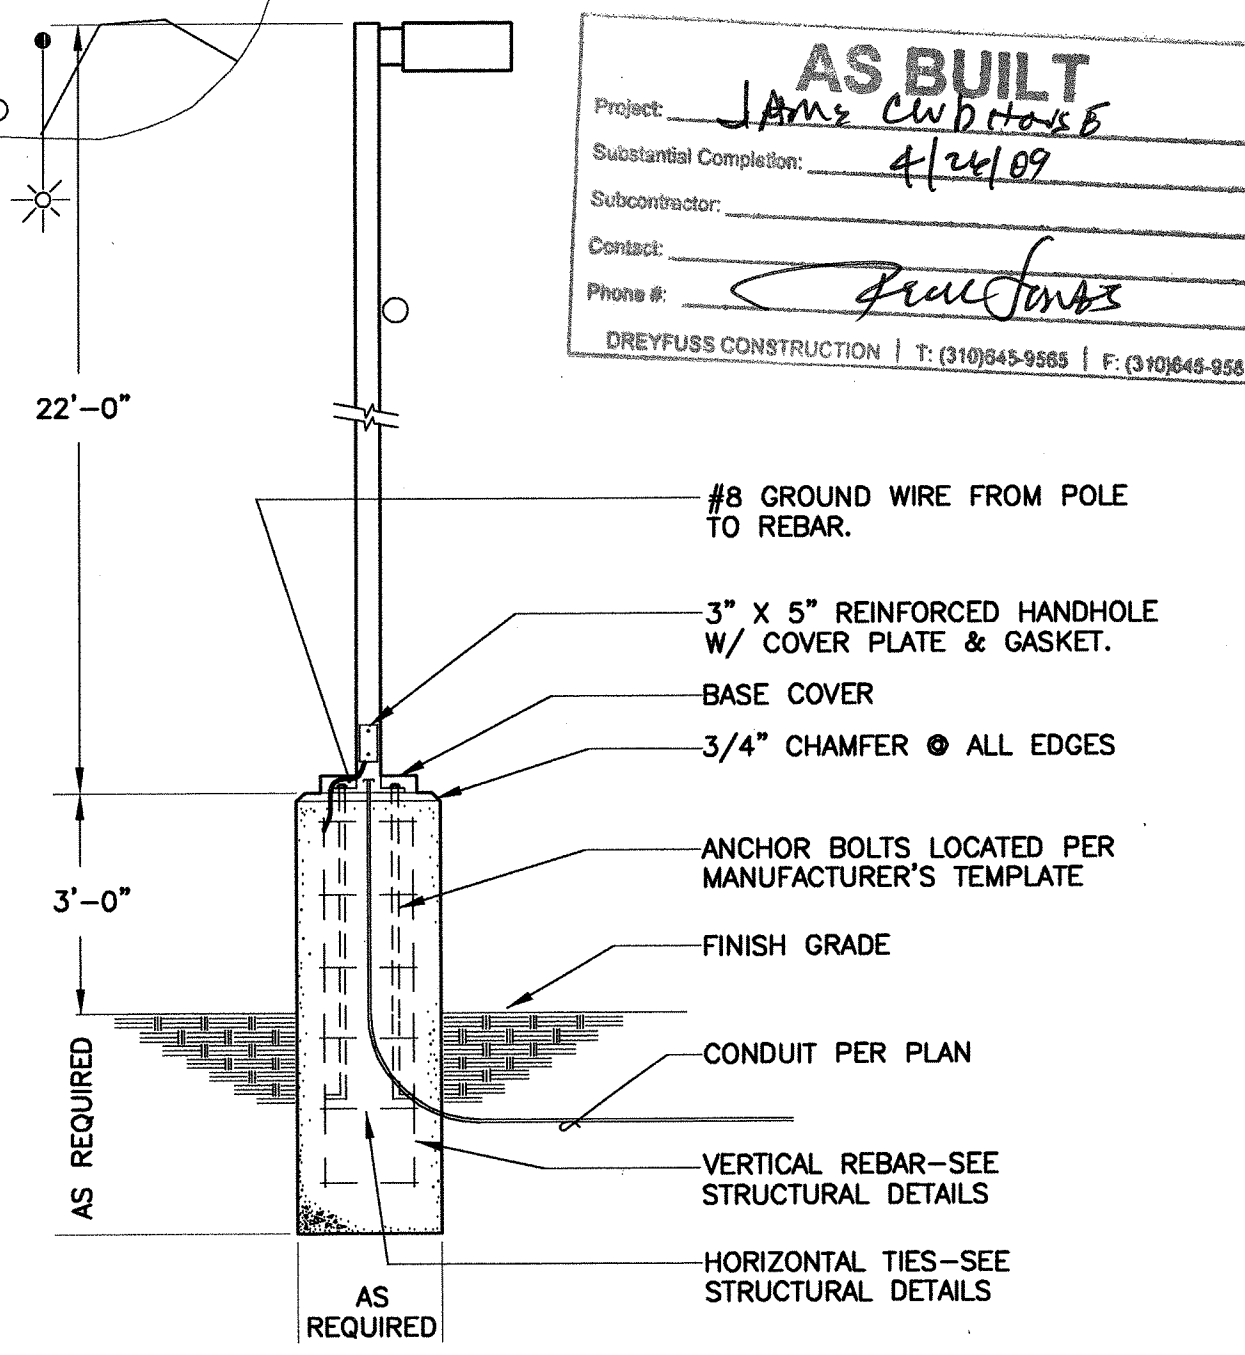 AS BUILT
Project: CLUBHOUSE
Substantial Completion: 4/26/09
Subcontractor:
Contact:
Phone #:
DREYFUSS CONSTRUCTION | T: (310)645-9565 | F: (310)645-958
22'-0"
#8 GROUND WIRE FROM POLE
TO REBAR.
3" X 5" REINFORCED HANDHOLE
W/ COVER PLATE & GASKET.
BASE COVER
3/4" CHAMFER @ ALL EDGES
ANCHOR BOLTS LOCATED PER
MANUFACTURER'S TEMPLATE
3'-0"
FINISH GRADE
CONDUIT PER PLAN
AS REQUIRED
VERTICAL REBAR-SEE
STRUCTURAL DETAILS
HORIZONTAL TIES-SEE
STRUCTURAL DETAILS
AS
REQUIRED